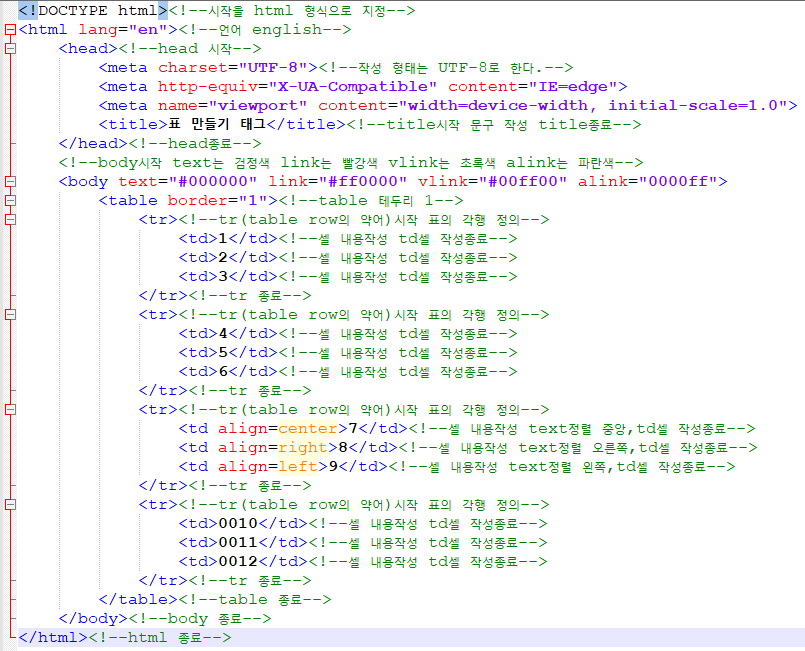 <!DOCTYPE html><!--시작을 html 형식으로 지정-->
<html lang="en"><!--언어 english-->
<head><!--head 시작-->
<meta charset="UTF-8"><!--작성 형태는 UTF-8로 한다.-->
<meta http-equiv="X-UA-Compatible" content="IE=edge">
<meta name="viewport" content="width=device-width, initial-scale=1.0">
<title>표 만들기 태그</title><!--title시작 문구 작성 title종료-->
</head><!--head종료-->
<!--body시작 text는 검정색 link는 빨강색 vlink는 초록색 alink는 파란색-->
<body text="#000000" link="#ff0000" vlink="#00ff00" alink="0000ff">
<table border="1"><!--table 테두리 1-->
<tr><!--tr(table row의 약어)시작 표의 각행 정의-->
<td>1</td><!--셀 내용작성 td셀 작성종료-->
<td>2</td><!--셀 내용작성 td셀 작성종료-->
<td>3</td><!--셀 내용작성 td셀 작성종료-->
</tr><!--tr 종료-->
<tr><!--tr(table row의 약어)시작 표의 각행 정의-->
<td>4</td><!--셀 내용작성 td셀 작성종료-->
<td>5</td><!--셀 내용작성 td셀 작성종료-->
<td>6</td><!--셀 내용작성 td셀 작성종료-->
</tr><!--tr 종료-->
<tr><!--tr(table row의 약어)시작 표의 각행 정의-->
<td align=center>7</td><!--셀 내용작성 text정렬 중앙,td셀 작성종료-->
<td align=right>8</td><!--셀 내용작성 text정렬 오른쪽,td셀 작성종료-->
<td align=left>9</td><!--셀 내용작성 text정렬 왼쪽,td셀 작성종료-->
</tr><!--tr 종료-->
<tr><!--tr(table row의 약어)시작 표의 각행 정의-->
<td>0010</td><!--셀 내용작성 td셀 작성종료-->
<td>0011</td><!--셀 내용작성 td셀 작성종료-->
<td>0012</td><!--셀 내용작성 td셀 작성종료-->
</tr><!--tr 종료-->
</table><!--table 종료-->
</body><!--body 종료-->
</html><!--html 종료-->